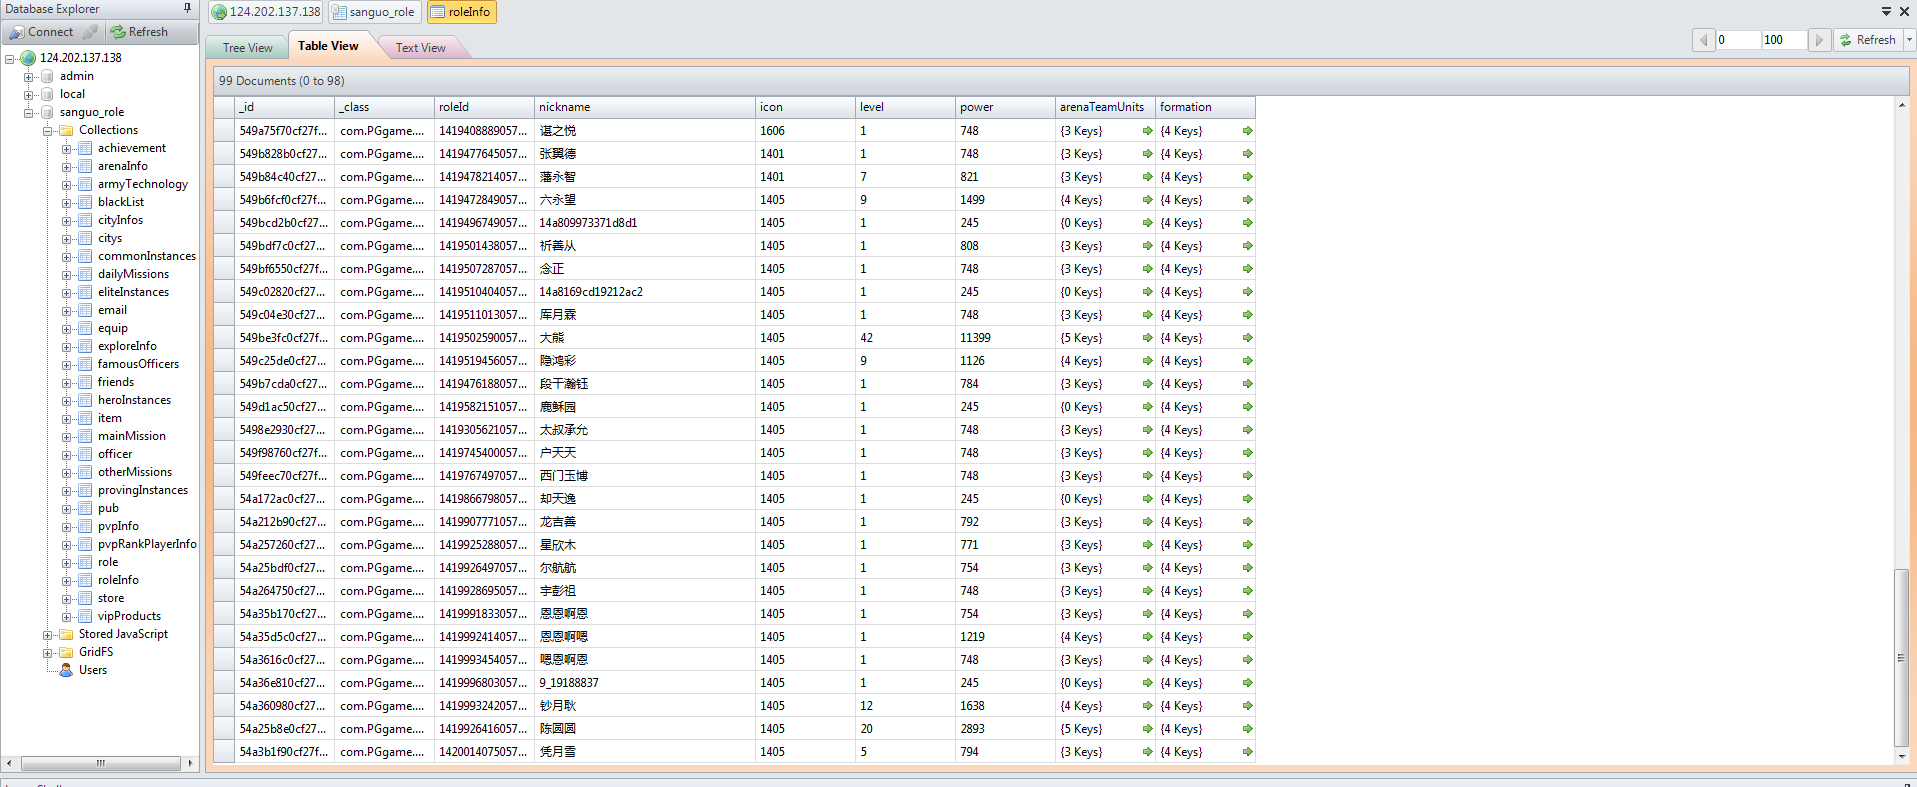 Database Explorer
Connect Refresh
124.202.137.138
admin
local
sanguo_role
Collections
achievement
arenaInfo
armyTechnology
blackList
cityInfos
citys
commonInstances
dailyMissions
eliteInstances
email
equip
exploreInfo
famousOfficers
friends
heroInstances
item
mainMission
officer
otherMissions
provingInstances
pub
pvpInfo
pvpRankPlayerInfo
role
roleInfo
store
vipProducts
Stored JavaScript
GridFS
Users
124.202.137.138 sanguo_role roleInfo
Tree View Table View Text View 0 100 Refresh
99 Documents (0 to 98)
_id _class roleId nickname icon level power arenaTeamUnits formation
549a75f70cf27f... com.PGgame.... 1419408889057... 谌之悦 1606 1 748 {3 Keys} {4 Keys}
549b828b0cf27... com.PGgame.... 1419477645057... 张翼德 1401 1 748 {3 Keys} {4 Keys}
549b84c40cf27... com.PGgame.... 1419478214057... 藩永智 1401 7 821 {3 Keys} {4 Keys}
549b6fcf0cf27f... com.PGgame.... 1419472849057... 六永望 1405 9 1499 {4 Keys} {4 Keys}
549bcd2b0cf27... com.PGgame.... 1419496749057... 14a809973371d8d1 1405 1 245 {0 Keys} {4 Keys}
549bdf7c0cf27... com.PGgame.... 1419501438057... 祈善从 1405 1 808 {3 Keys} {4 Keys}
549bf6550cf27f... com.PGgame.... 1419507287057... 念正 1405 1 748 {3 Keys} {4 Keys}
549c02820cf27... com.PGgame.... 1419510404057... 14a8169cd19212ac2 1405 1 245 {0 Keys} {4 Keys}
549c04e30cf27... com.PGgame.... 1419511013057... 厍月霖 1405 1 748 {3 Keys} {4 Keys}
549be3fc0cf27f... com.PGgame.... 1419502590057... 大熊 1405 42 11399 {5 Keys} {4 Keys}
549c25de0cf27... com.PGgame.... 1419519456057... 隐鸿彩 1405 9 1126 {4 Keys} {4 Keys}
549b7cda0cf27... com.PGgame.... 1419476188057... 段干瀚钰 1405 1 784 {3 Keys} {4 Keys}
549d1ac50cf27... com.PGgame.... 1419582151057... 鹿稣园 1405 1 245 {0 Keys} {4 Keys}
5498e2930cf27... com.PGgame.... 1419305621057... 太叔承允 1405 1 748 {3 Keys} {4 Keys}
549f98760cf27f... com.PGgame.... 1419745400057... 户天天 1405 1 748 {3 Keys} {4 Keys}
549feec70cf27f... com.PGgame.... 1419767497057... 西门玉博 1405 1 748 {3 Keys} {4 Keys}
54a172ac0cf27... com.PGgame.... 1419866798057... 却天逸 1405 1 245 {0 Keys} {4 Keys}
54a212b90cf27... com.PGgame.... 1419907771057... 龙吉善 1405 1 792 {3 Keys} {4 Keys}
54a257260cf27... com.PGgame.... 1419925288057... 星欣木 1405 1 771 {3 Keys} {4 Keys}
54a25bdf0cf27... com.PGgame.... 1419926497057... 尔航航 1405 1 754 {3 Keys} {4 Keys}
54a264750cf27... com.PGgame.... 1419928695057... 宇彭祖 1405 1 748 {3 Keys} {4 Keys}
54a35b170cf27... com.PGgame.... 1419991833057... 恩恩啊恩 1405 1 754 {3 Keys} {4 Keys}
54a35d5c0cf27... com.PGgame.... 1419992414057... 恩恩啊嗯 1405 1 1219 {4 Keys} {4 Keys}
54a3616c0cf27... com.PGgame.... 1419993454057... 嗯恩啊恩 1405 1 748 {3 Keys} {4 Keys}
54a36e810cf27... com.PGgame.... 1419996803057... 9_19188837 1405 1 245 {0 Keys} {4 Keys}
54a360980cf27... com.PGgame.... 1419993242057... 钞月耿 1405 12 1638 {4 Keys} {4 Keys}
54a25b8e0cf27... com.PGgame.... 1419926416057... 陈圆圆 1405 20 2893 {5 Keys} {4 Keys}
54a3b1f90cf27f... com.PGgame.... 1420014075057... 凭月雪 1405 5 794 {3 Keys} {4 Keys}